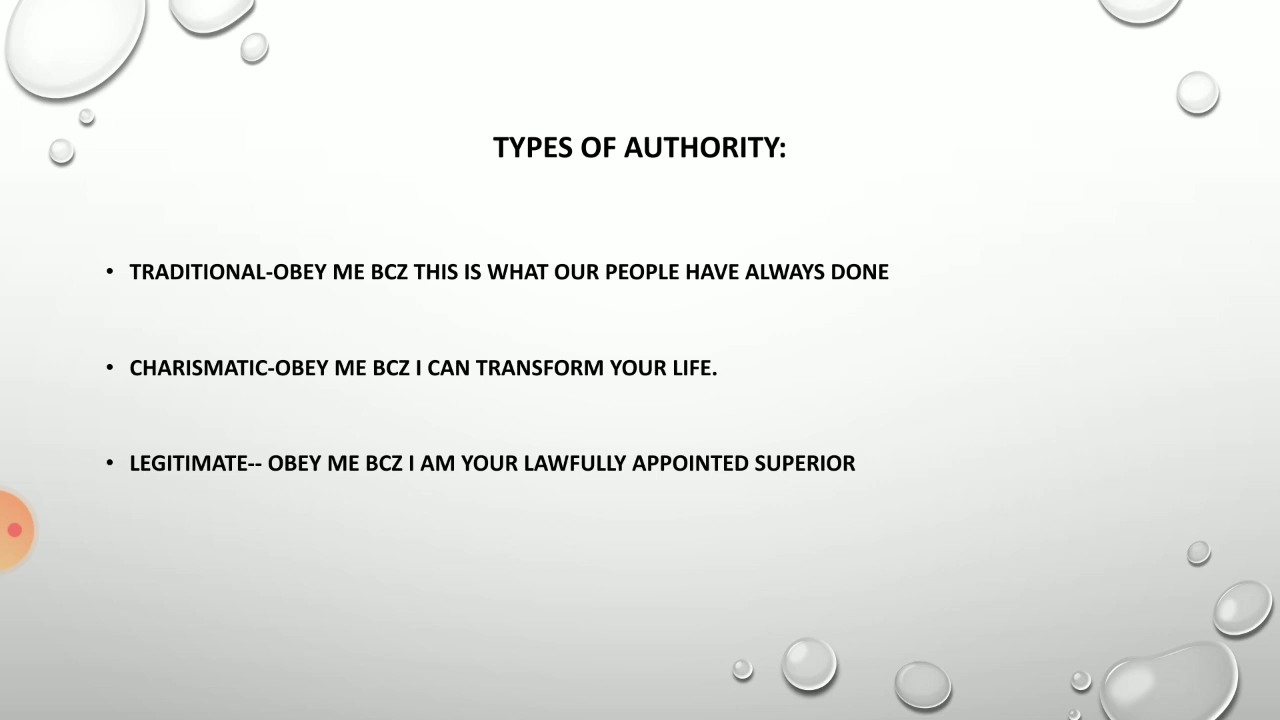 TYPES OF AUTHORITY:
• TRADITIONAL-OBEY ME BCZ THIS IS WHAT OUR PEOPLE HAVE ALWAYS DONE
• CHARISMATIC-OBEY ME BCZ I CAN TRANSFORM YOUR LIFE.
• LEGITIMATE-- OBEY ME BCZ I AM YOUR LAWFULLY APPOINTED SUPERIOR